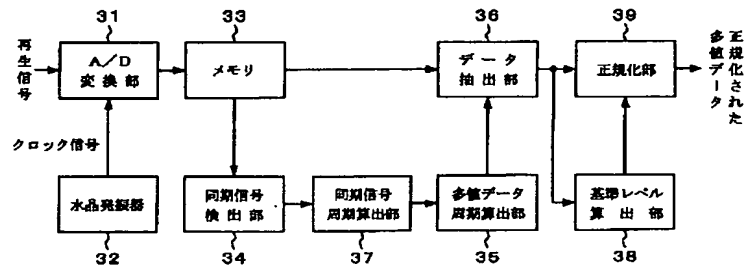 31
33
36
39
再生信号
A/D
変換部
メモリ
データ
抽出部
正規化部
正規化された
多値データ
クロック信号
水晶発振器
同期信号
検出部
同期信号
周期算出部
多値データ
周期算出部
基準レベル
算出部
32
34
37
35
38